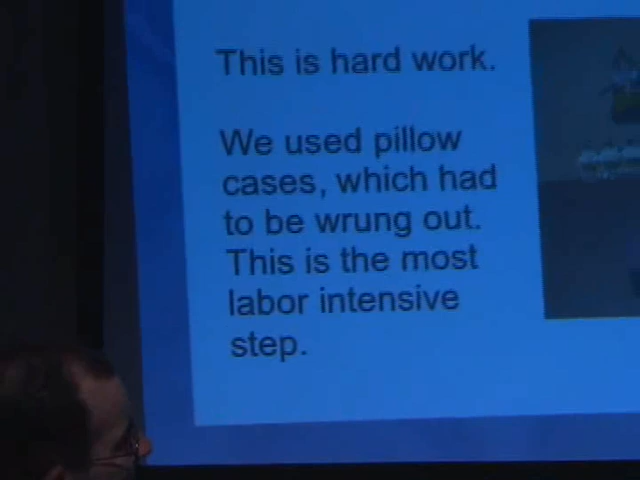 This is hard work.
We used pillow
cases, which had
to be wrung out.
This is the most
labor intensive
step.